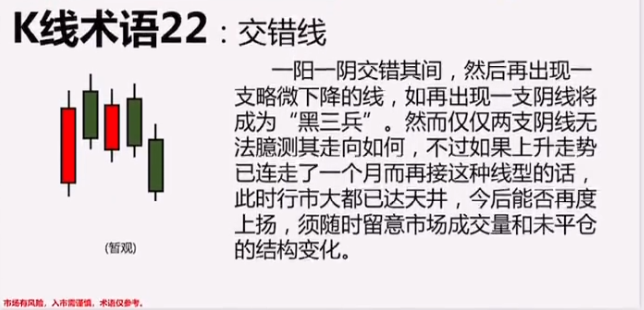 K线术语22：交错线
一阳一阴交错其间，然后再出现一
支略微下降的线，如再出现一支阴线将
成为“黑三兵”。然而仅仅两支阴线无
法臆测其走向如何，不过如果上升走势
已连走了一个月而再接这种线型的话，
此时行市大都已达天井，今后能否再度
上扬，须随时留意市场成交量和未平仓
的结构变化。
(暂观)
市场有风险，入市需谨慎，术语仅参考。